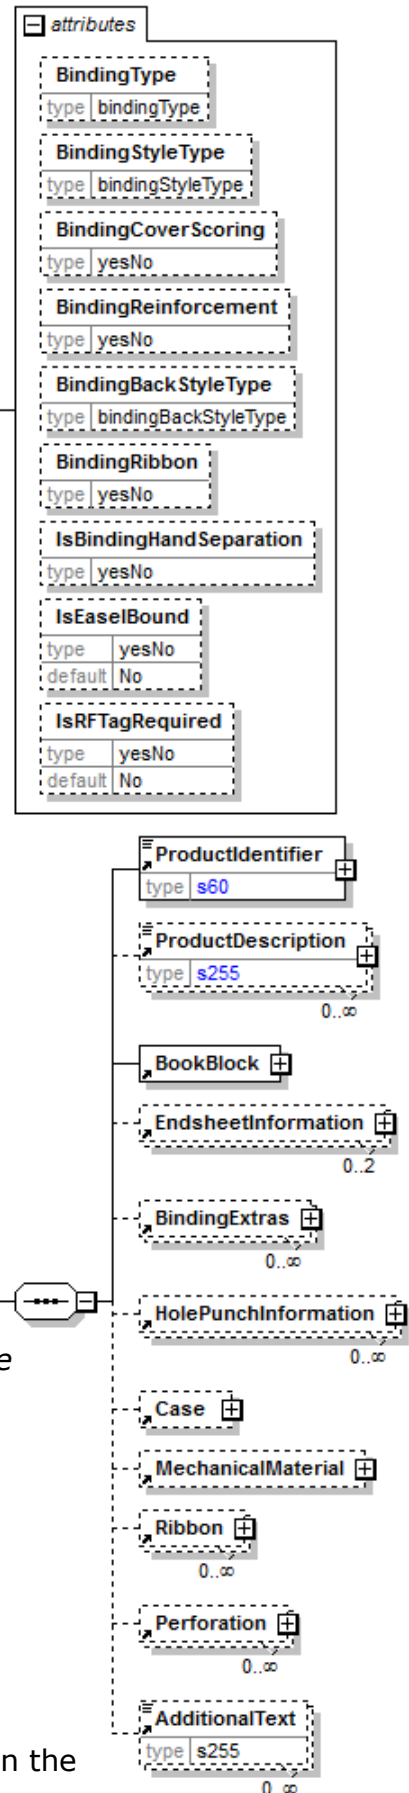 attributes
BindingType
type bindingType
BindingStyleType
type bindingStyleType
BindingCoverScoring
type yesNo
BindingReinforcement
type yesNo
BindingBackStyleType
type bindingBackStyleType
BindingRibbon
type yesNo
IsBindingHandSeparation
type yesNo
IsEaselBound
type yesNo
default No
IsRFTagRequired
type yesNo
default No
ProductIdentifier
type s60
ProductDescription
type s255
0..∞
BookBlock
EndsheetInformation
0..2
BindingExtras
0..∞
HolePunchInformation
0..∞
e
Case
MechanicalMaterial
Ribbon
0..∞
Perforation
0..∞
AdditionalText
n the
type s255
0..∞